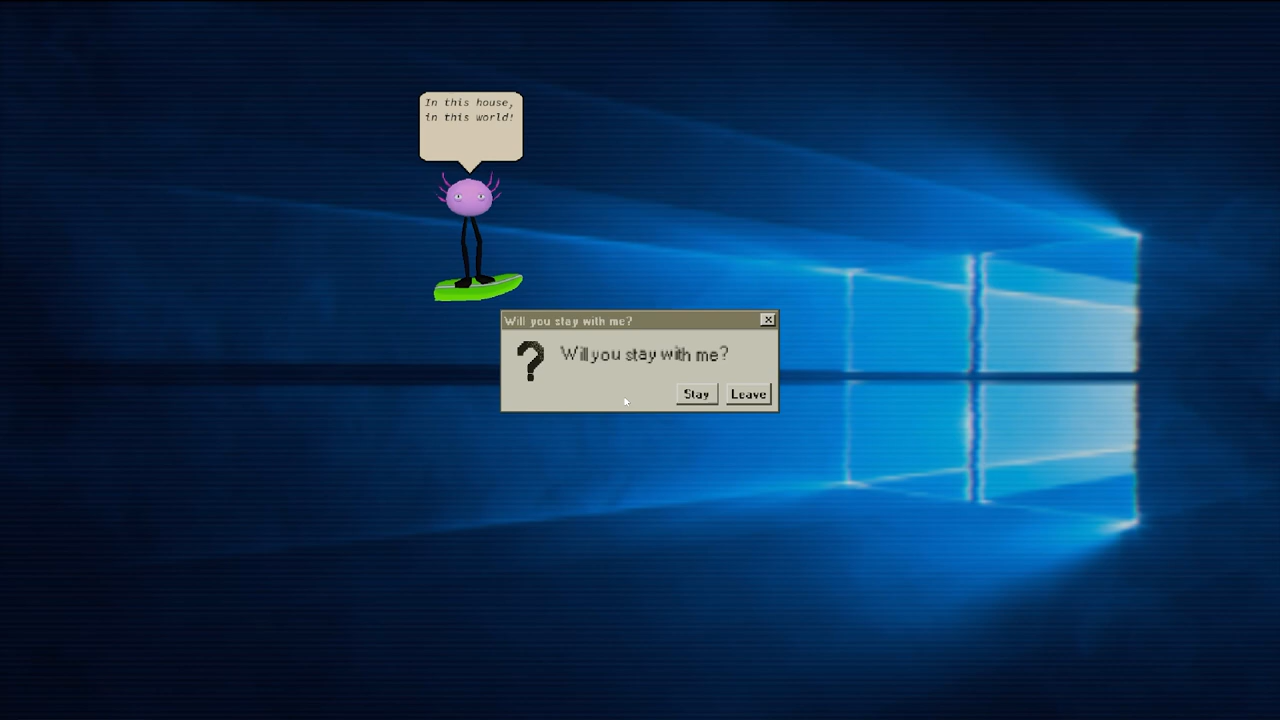 In this house,
in this world!
Will you stay with me?
Will you stay with me?
Stay
Leave